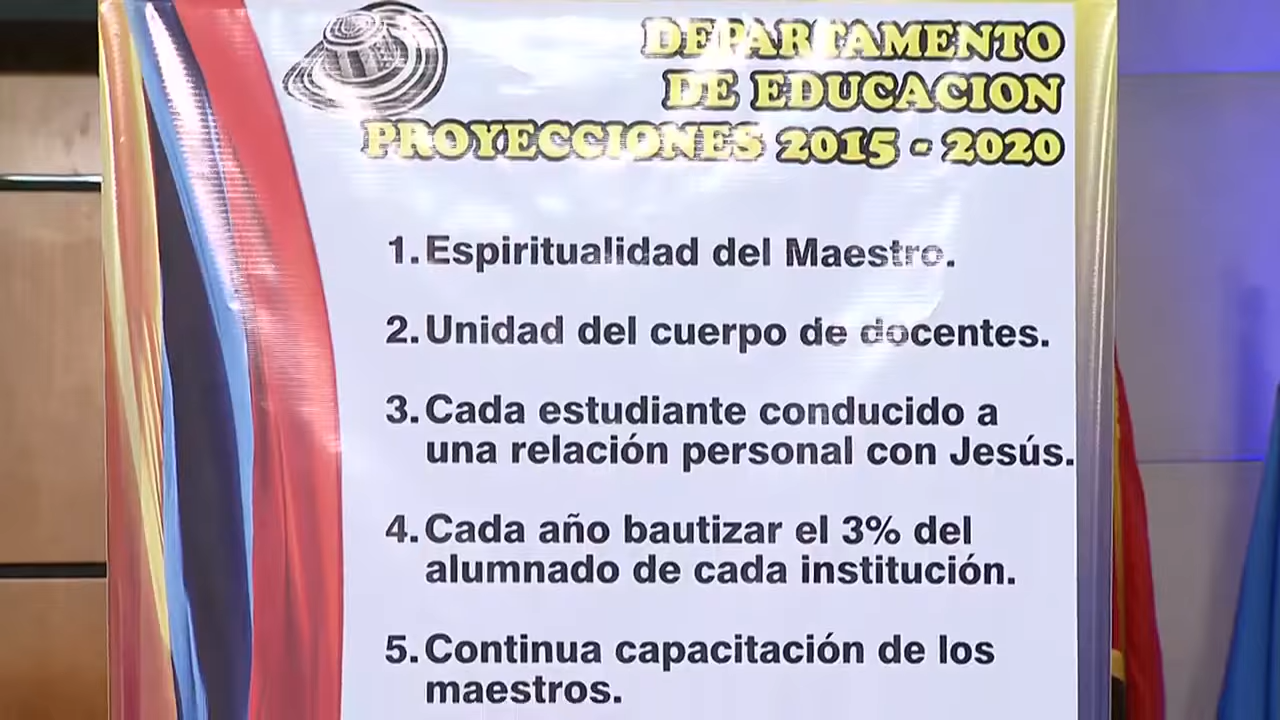 DEPARTAMENTO
DE EDUCACION
PROYECCIONES 2015 - 2020
1. Espiritualidad del Maestro.
2. Unidad del cuerpo de docentes.
3. Cada estudiante conducido a
una relación personal con Jesús.
4. Cada año bautizar el 3% del
alumnado de cada institución.
5. Continua capacitación de los
maestros.